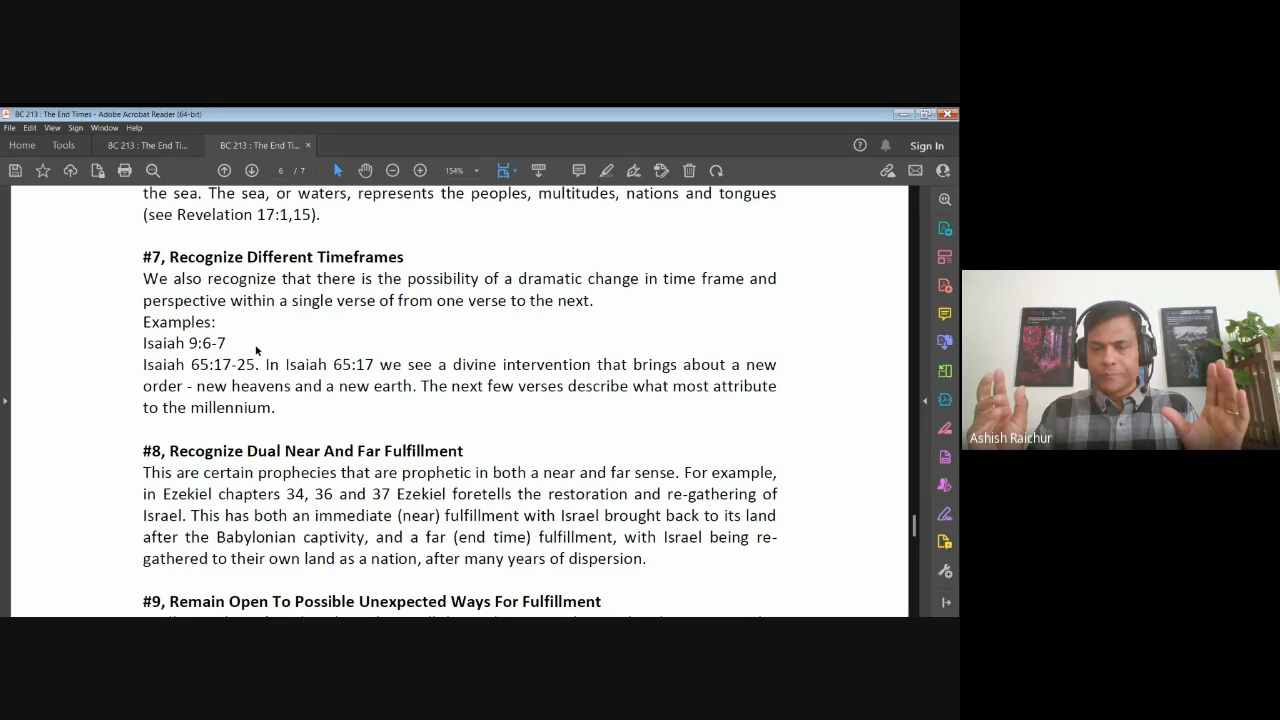 BC 213 : The End Times - Adobe Acrobat Reader (64-bit)
File Edit View Sign Window Help
Home Tools BC 213 : The End Ti... BC 213 : The End Ti... × Sign In
6 / 7 154%
the sea. The sea, or waters, represents the peoples, multitudes, nations and tongues
(see Revelation 17:1,15).
#7, Recognize Different Timeframes
We also recognize that there is the possibility of a dramatic change in time frame and
perspective within a single verse of from one verse to the next.
Examples:
Isaiah 9:6-7
Isaiah 65:17-25. In Isaiah 65:17 we see a divine intervention that brings about a new
order - new heavens and a new earth. The next few verses describe what most attribute
to the millennium.
#8, Recognize Dual Near And Far Fulfillment
This are certain prophecies that are prophetic in both a near and far sense. For example,
in Ezekiel chapters 34, 36 and 37 Ezekiel foretells the restoration and re-gathering of
Israel. This has both an immediate (near) fulfillment with Israel brought back to its land
after the Babylonian captivity, and a far (end time) fulfillment, with Israel being re-
gathered to their own land as a nation, after many years of dispersion.
#9, Remain Open To Possible Unexpected Ways For Fulfillment
Ashish Raichur